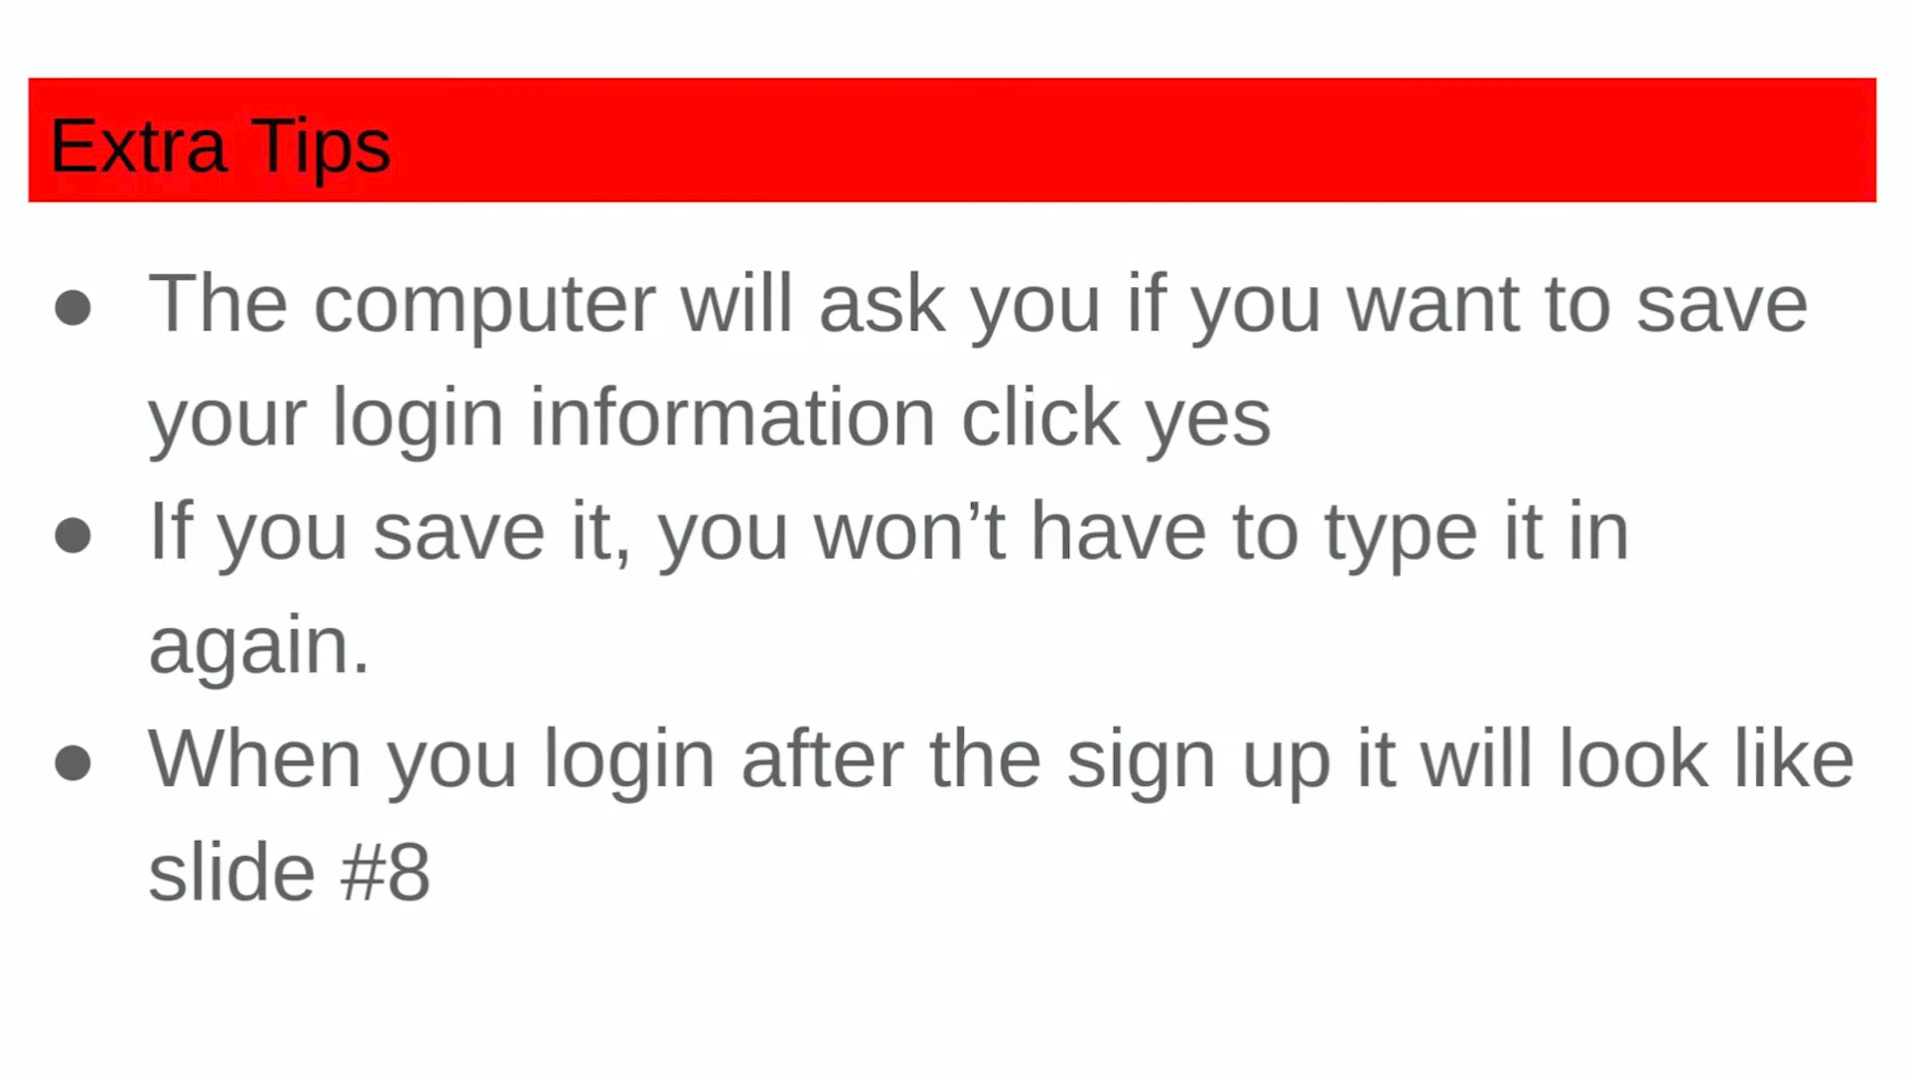 Extra Tips
● The computer will ask you if you want to save
your login information click yes
● If you save it, you won’t have to type it in
again.
● When you login after the sign up it will look like
slide #8